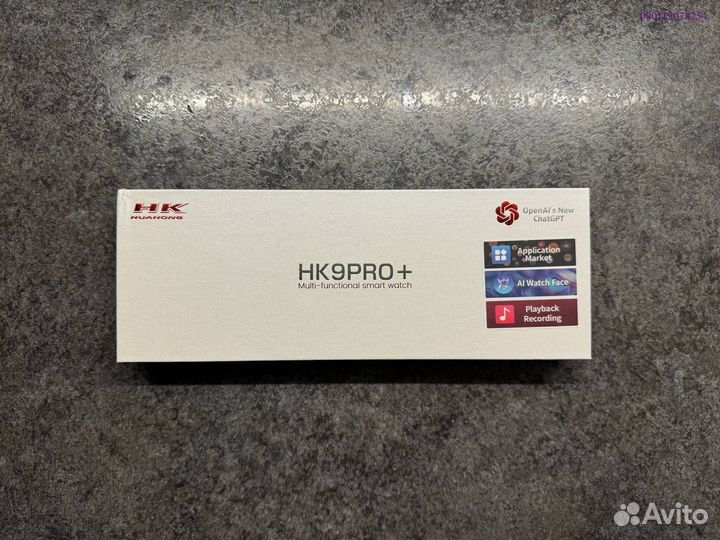 HK
HUAHONG
OpenAI's New
ChatGPT
HK9PRO+
Multi-functional smart watch
Application
Market
AI Watch Face
Playback
Recording
Avito